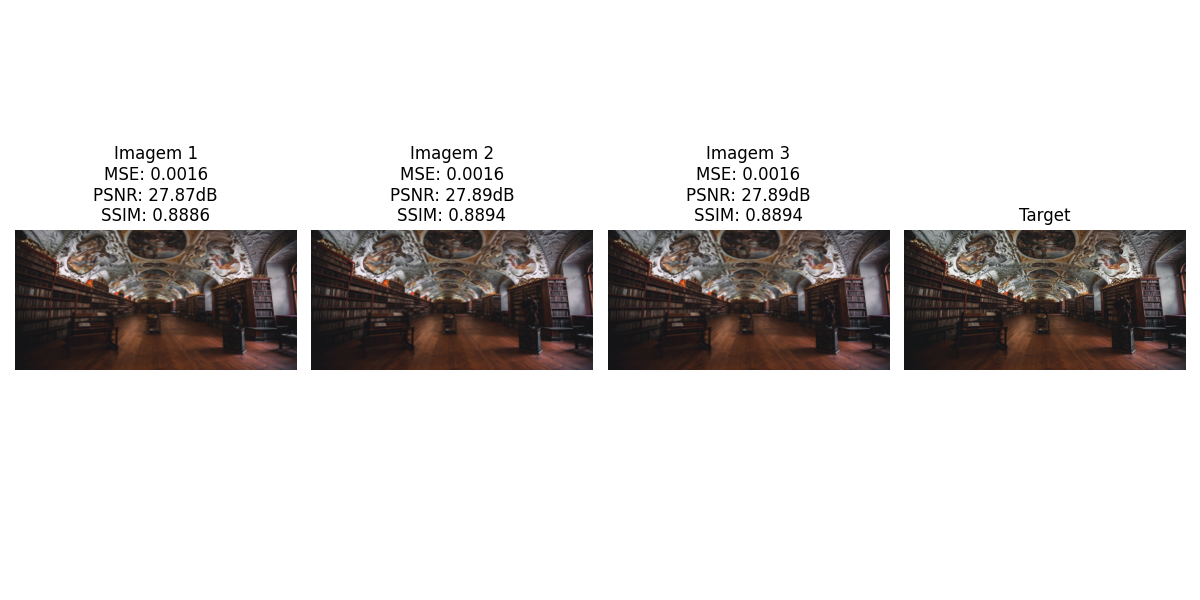 Imagem 1
MSE: 0.0016
PSNR: 27.87dB
SSIM: 0.8886
Imagem 2
MSE: 0.0016
PSNR: 27.89dB
SSIM: 0.8894
Imagem 3
MSE: 0.0016
PSNR: 27.89dB
SSIM: 0.8894
Target